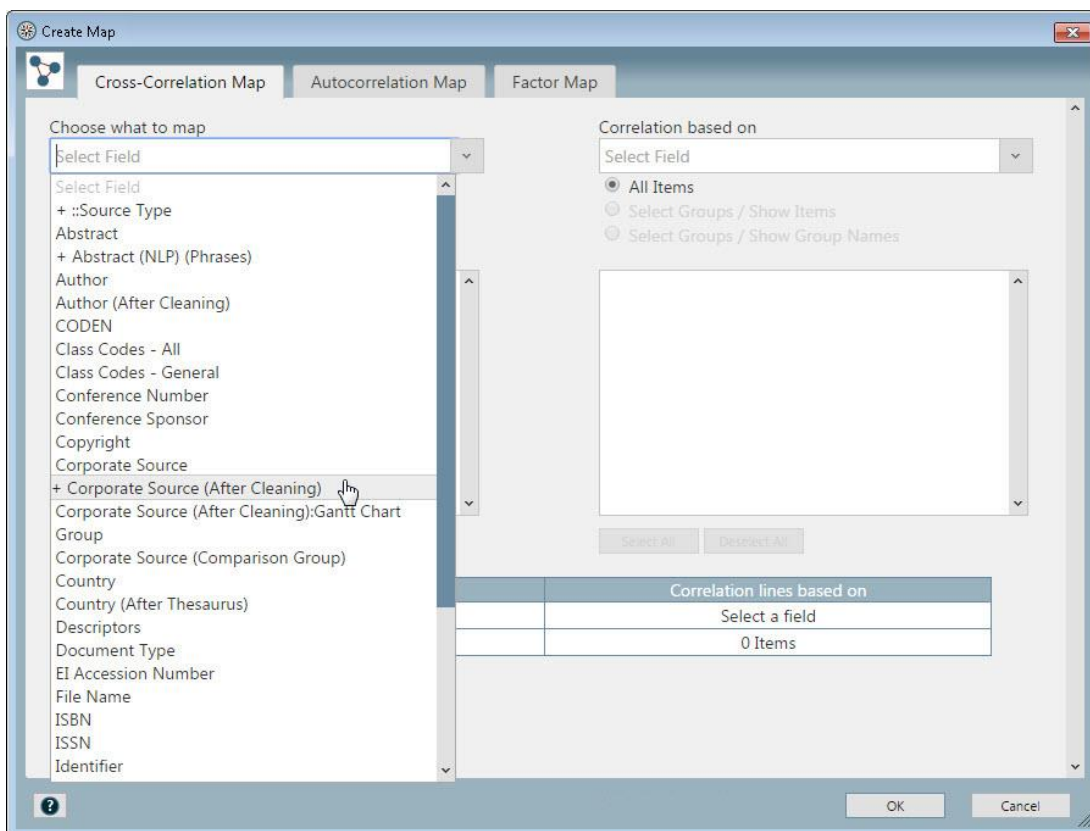 Create Map
Cross-Correlation Map
Autocorrelation Map
Factor Map
Choose what to map
Select Field
Select Field
+ ::Source Type
Abstract
+ Abstract (NLP) (Phrases)
Author
Author (After Cleaning)
CODEN
Class Codes - All
Class Codes - General
Conference Number
Conference Sponsor
Copyright
Corporate Source
+ Corporate Source (After Cleaning)
Corporate Source (After Cleaning):Gantt Chart
Group
Corporate Source (Comparison Group)
Country
Country (After Thesaurus)
Descriptors
Document Type
EI Accession Number
File Name
ISBN
ISSN
Identifier
Correlation based on
Select Field
All Items
Select Groups / Show Items
Select Groups / Show Group Names
Select All
Deselect All
Correlation lines based on
Select a field
0 Items
?
OK
Cancel